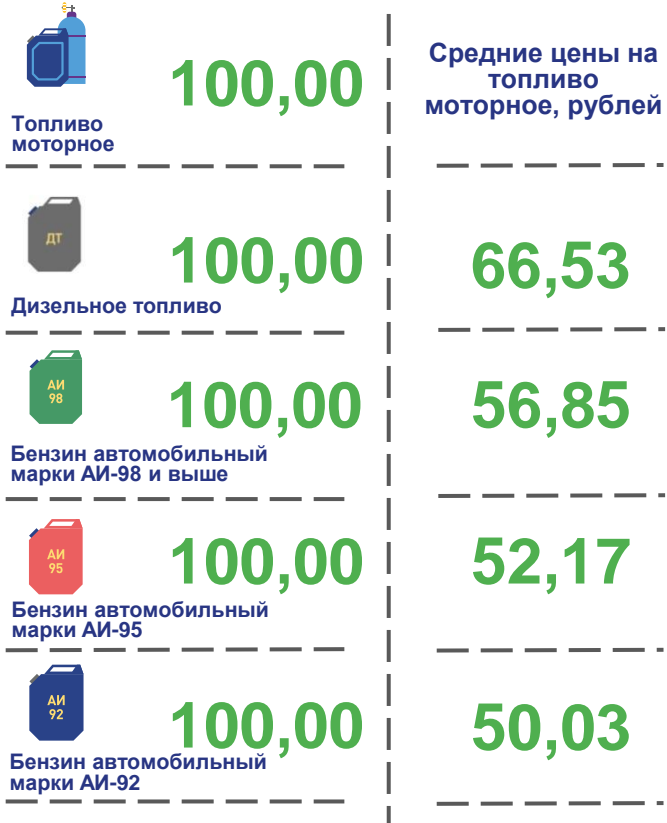 100,00
Топливо
моторное
Средние цены на
топливо
моторное, рублей
ДТ
100,00
66,53
Дизельное топливо
АИ
98
100,00
56,85
Бензин автомобильный
марки АИ-98 и выше
АИ
95
100,00
52,17
Бензин автомобильный
марки АИ-95
АИ
92
100,00
50,03
Бензин автомобильный
марки АИ-92